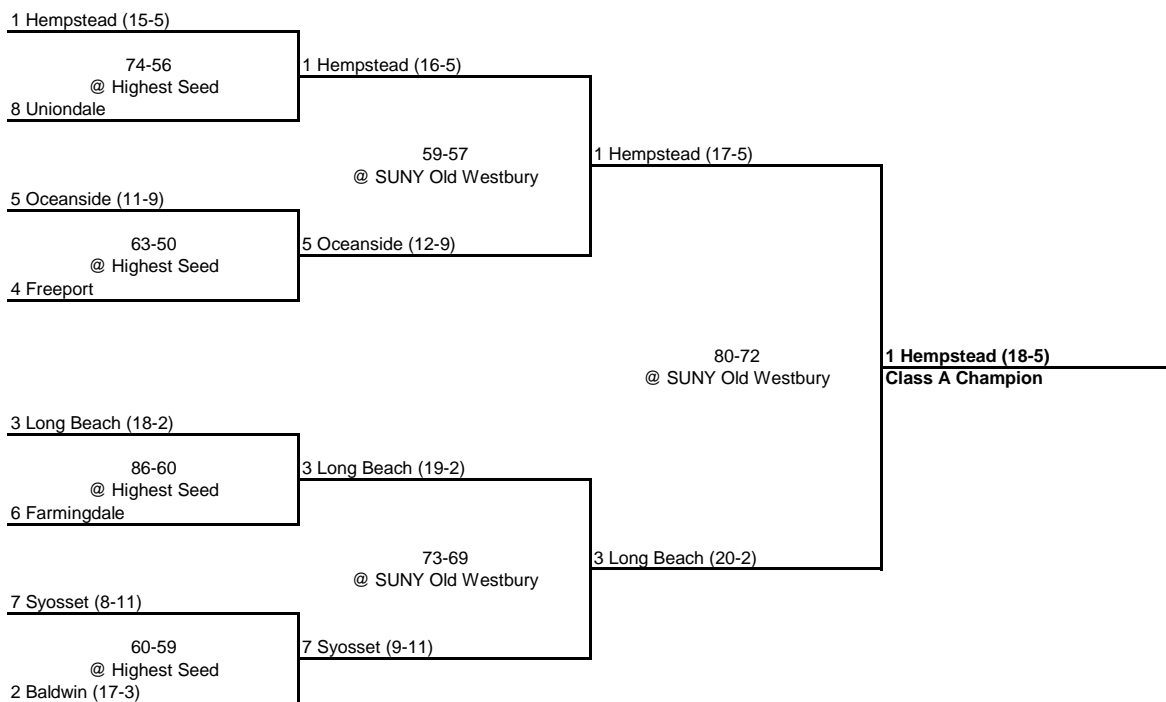 1 Hempstead (15-5)
74-56
@ Highest Seed
8 Uniondale
1 Hempstead (16-5)
59-57
@ SUNY Old Westbury
1 Hempstead (17-5)
5 Oceanside (11-9)
63-50
@ Highest Seed
4 Freeport
5 Oceanside (12-9)
80-72
@ SUNY Old Westbury
1 Hempstead (18-5)
Class A Champion
3 Long Beach (18-2)
86-60
@ Highest Seed
6 Farmingdale
3 Long Beach (19-2)
73-69
@ SUNY Old Westbury
3 Long Beach (20-2)
7 Syosset (8-11)
60-59
@ Highest Seed
2 Baldwin (17-3)
7 Syosset (9-11)